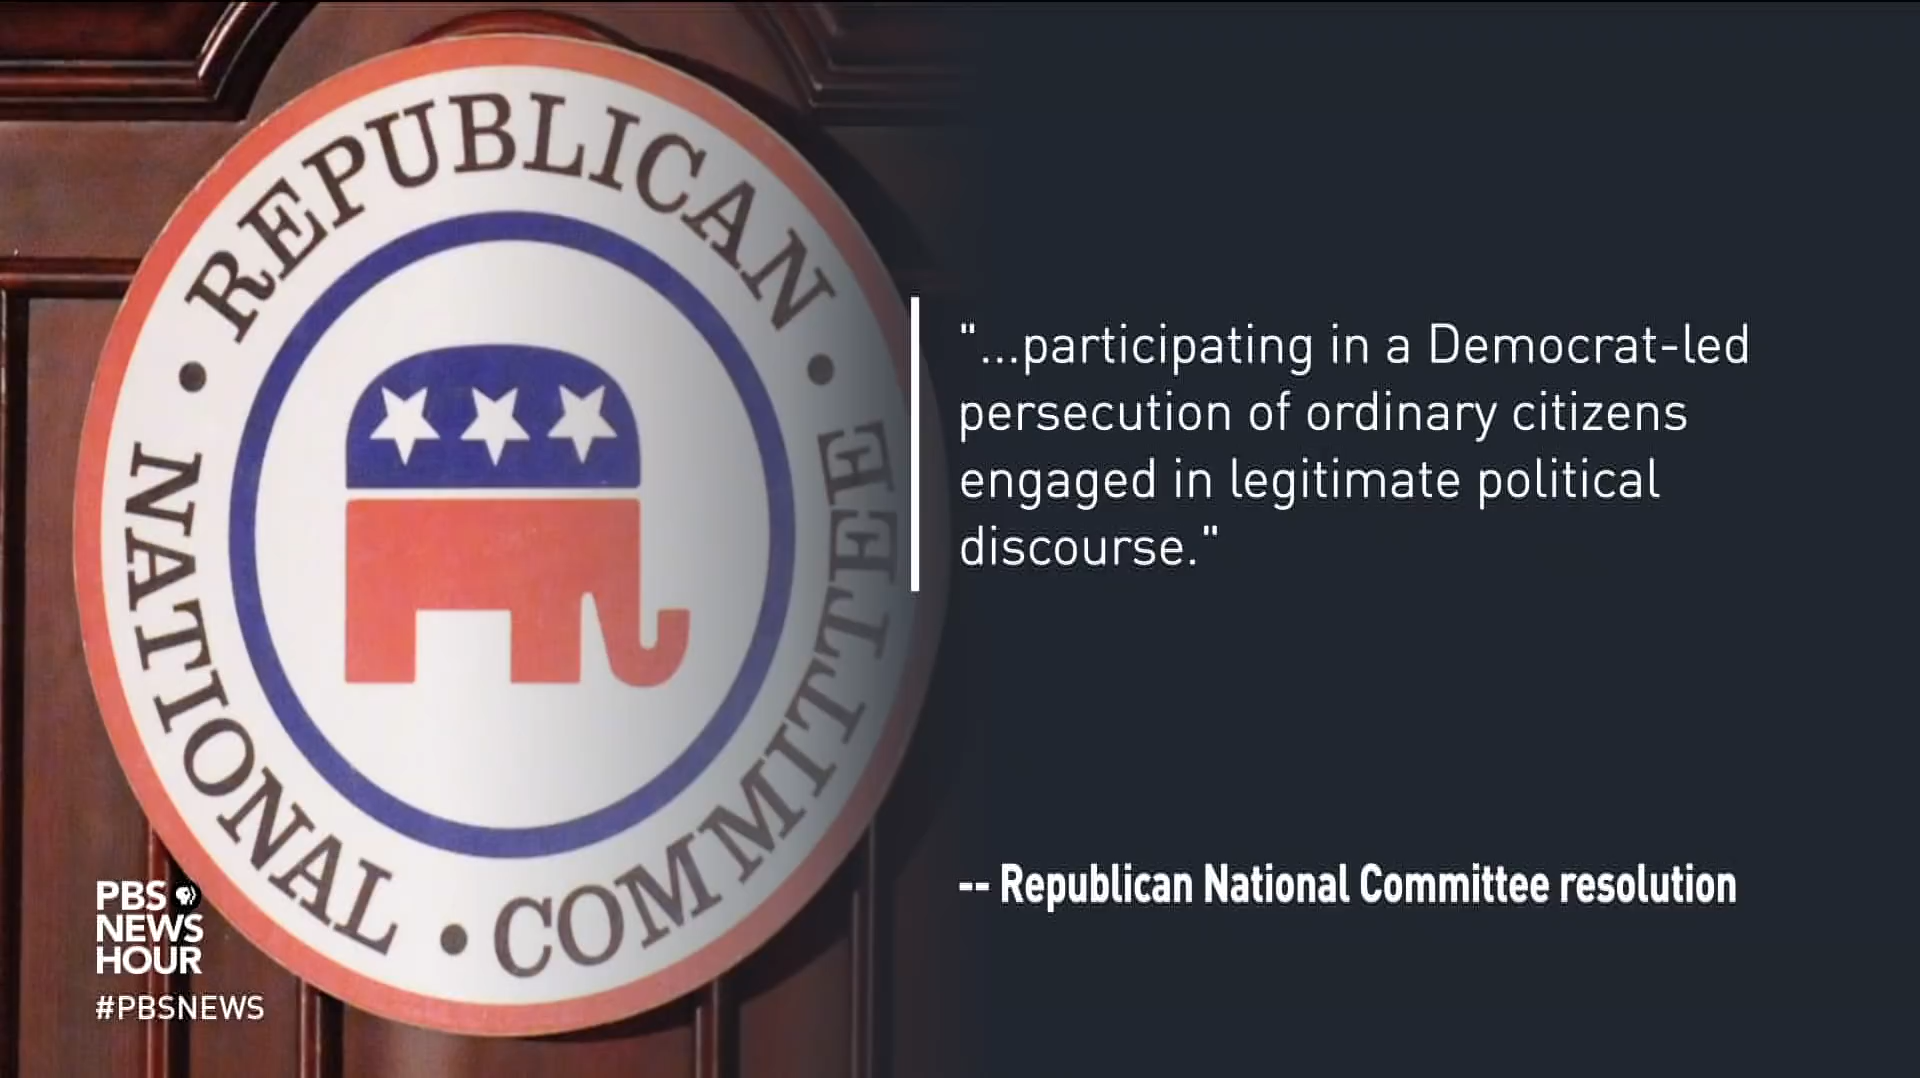 REPUBLICAN
NATIONAL
COMMITTEE
"...participating in a Democrat-led
persecution of ordinary citizens
engaged in legitimate political
discourse."
-- Republican National Committee resolution
PBS
NEWS
HOUR
#PBSNEWS